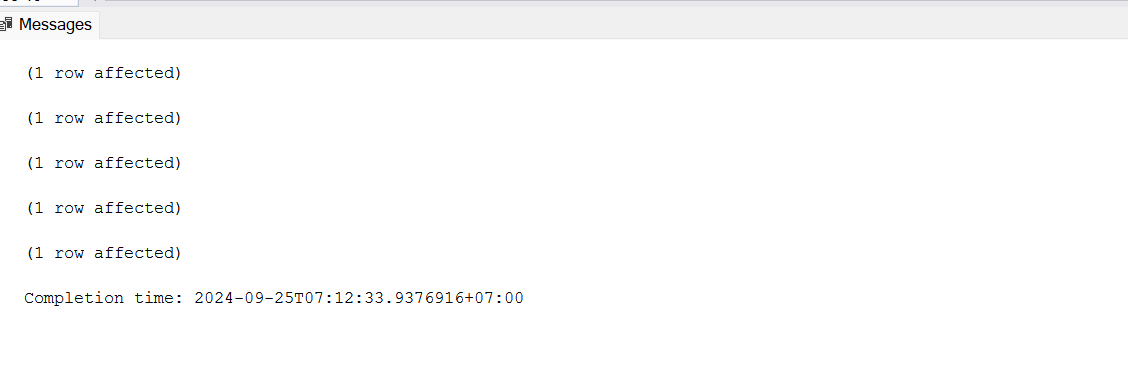 Messages
(1 row affected)
(1 row affected)
(1 row affected)
(1 row affected)
(1 row affected)
Completion time: 2024-09-25T07:12:33.9376916+07:00